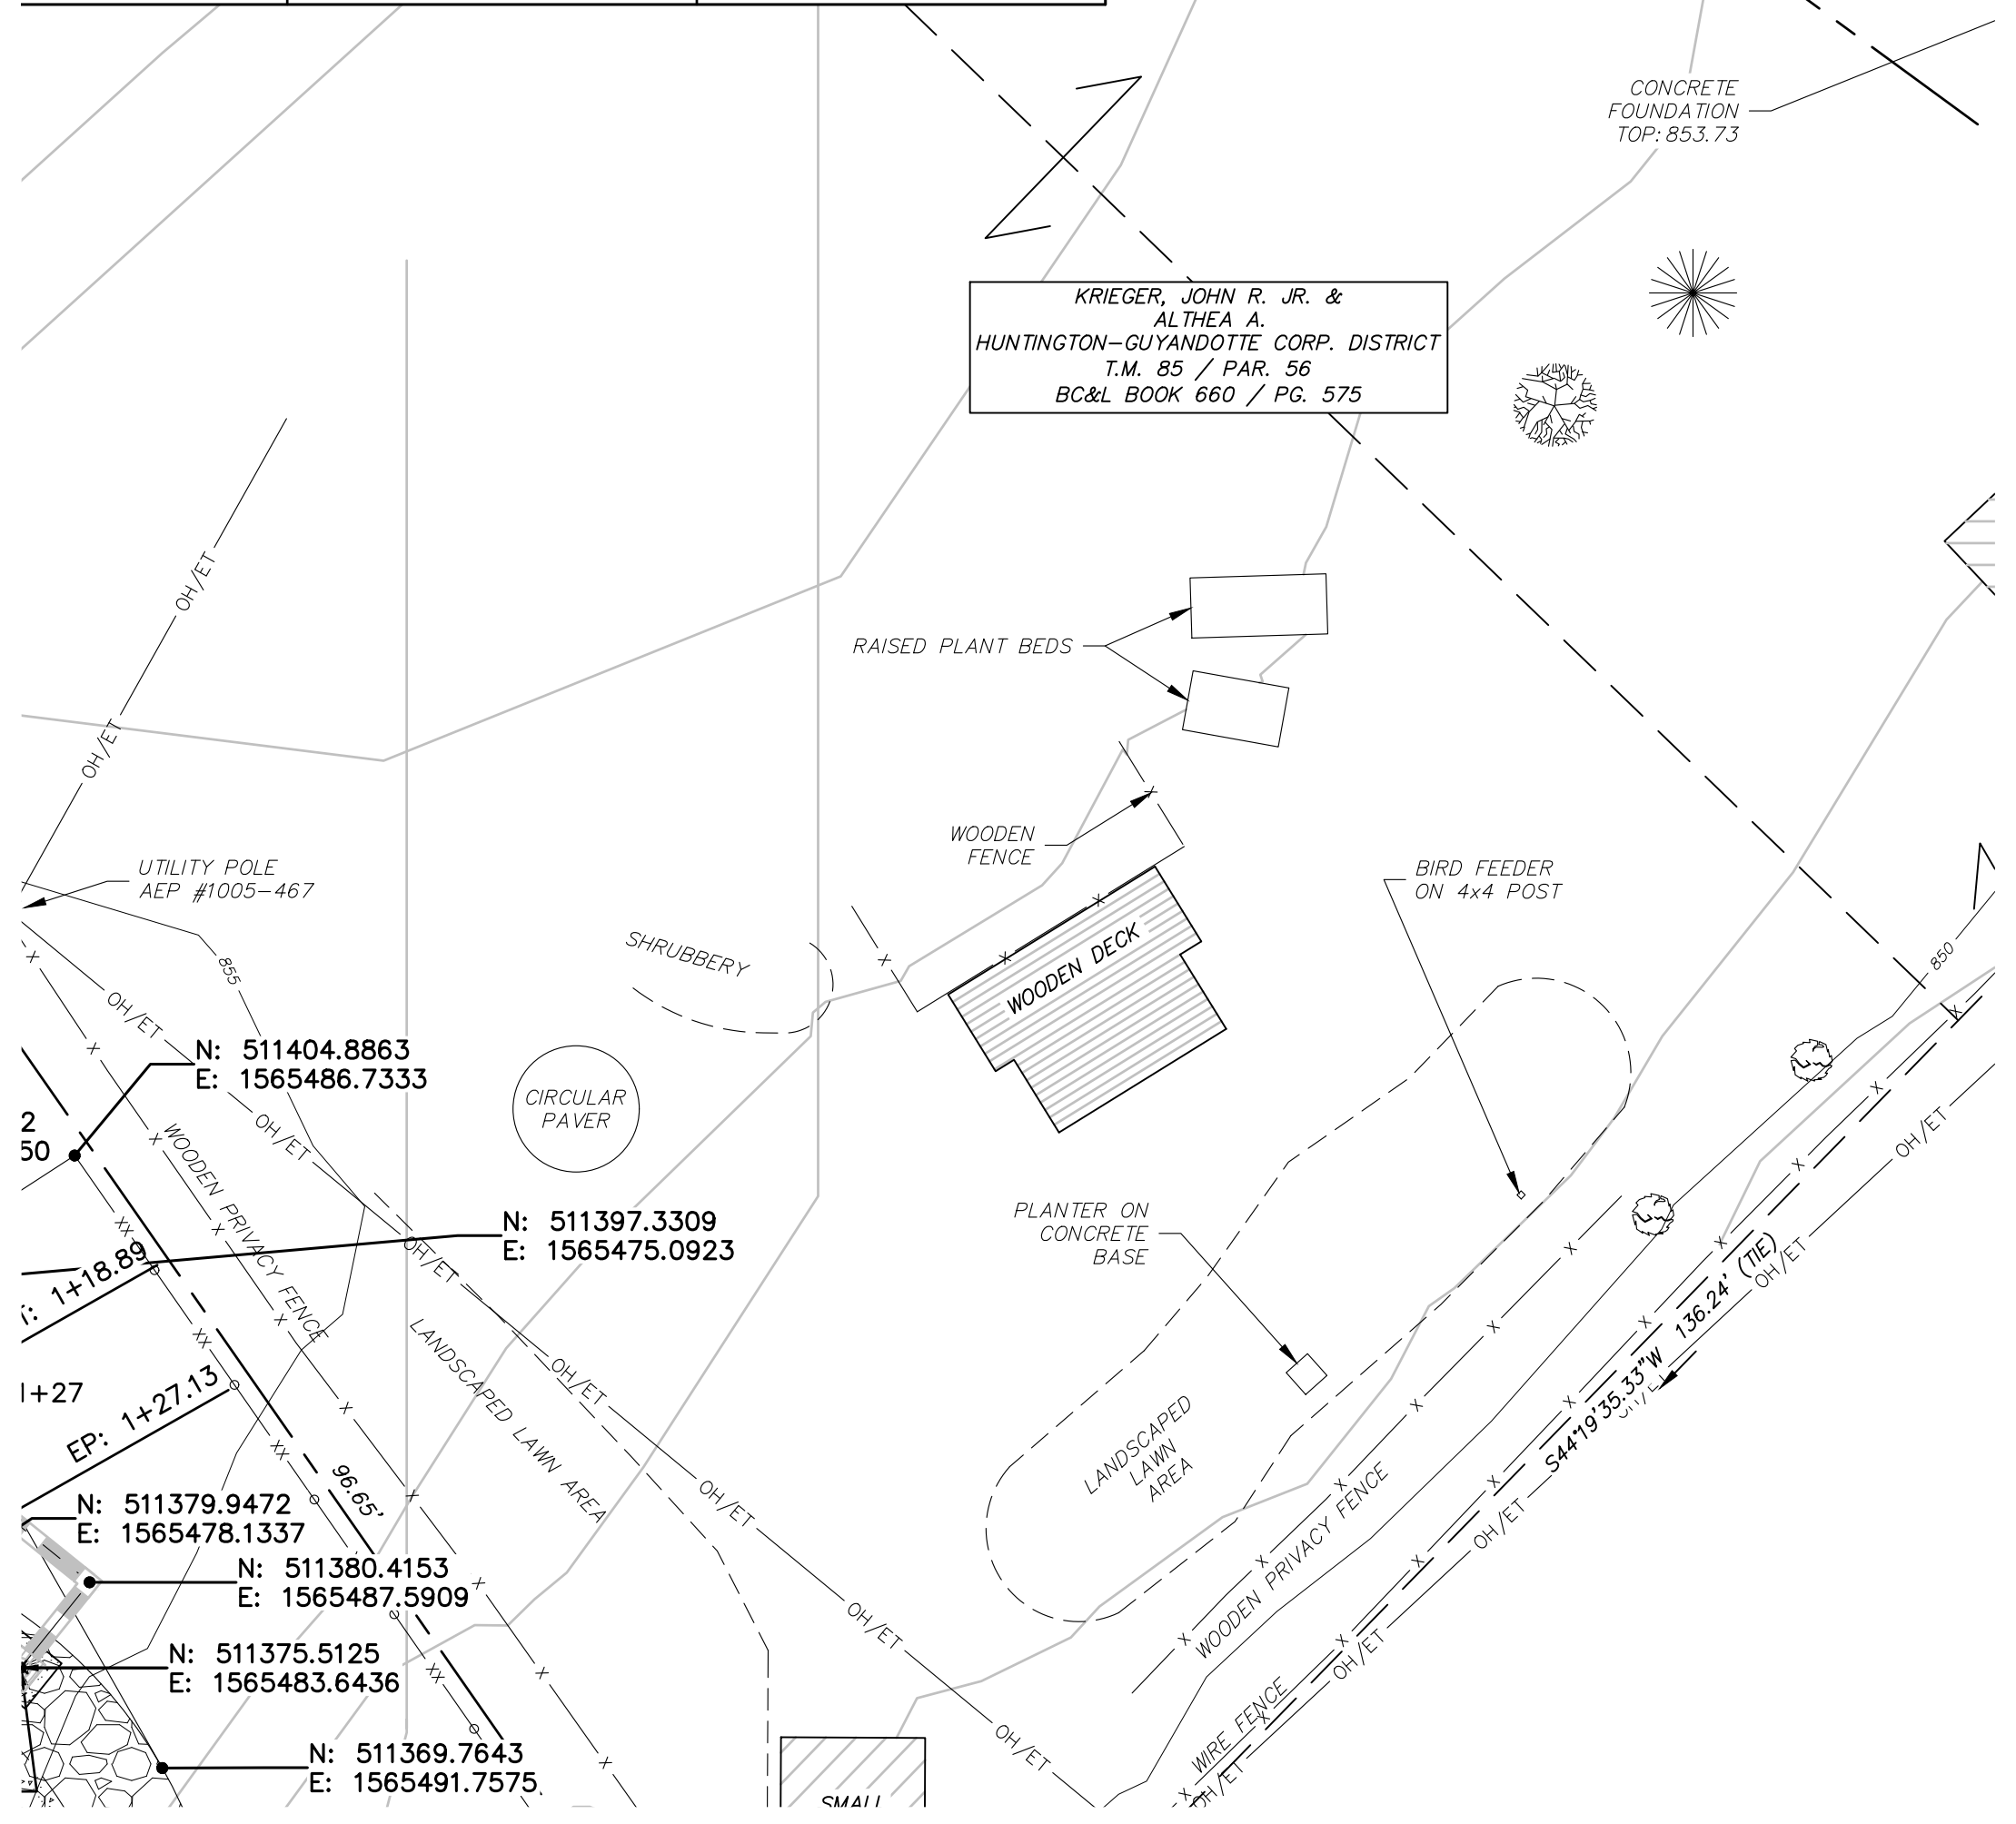 CONCRETE
FOUNDATION
TOP: 853.73
KRIEGER, JOHN R. JR. &
ALTHEA A.
HUNTINGTON-GUYANDOTTE CORP. DISTRICT
T.M. 85 / PAR. 56
BC&L BOOK 660 / PG. 575
OH/ET
RAISED PLANT BEDS
OH/ET
WOODEN
FENCE
UTILITY POLE
AEP #1005-467
BIRD FEEDER
ON 4x4 POST
SHRUBBERY
WOODEN DECK
855
850
OH/ET
N: 511404.8863
E: 1565486.7333
CIRCULAR
PAVER
2
50
OH/ET
OH/ET
WOODEN PRIVACY FENCE
N: 511397.3309
E: 1565475.0923
PLANTER ON
CONCRETE
BASE
OH/ET
1+18.89
OH/ET
136.24' (TIE)
S44°19'35.33"W
LANDSCAPED LAWN AREA
OH/ET
1+27
EP: 1+27.13
LANDSCAPED
LAWN
AREA
96.65'
N: 511379.9472
E: 1565478.1337
OH/ET
WOODEN PRIVACY FENCE
OH/ET
N: 511380.4153
E: 1565487.5909
OH/ET
OH/ET
N: 511375.5125
E: 1565483.6436
WIRE FENCE
OH/ET
N: 511369.7643
E: 1565491.7575
OH/ET
SMALL